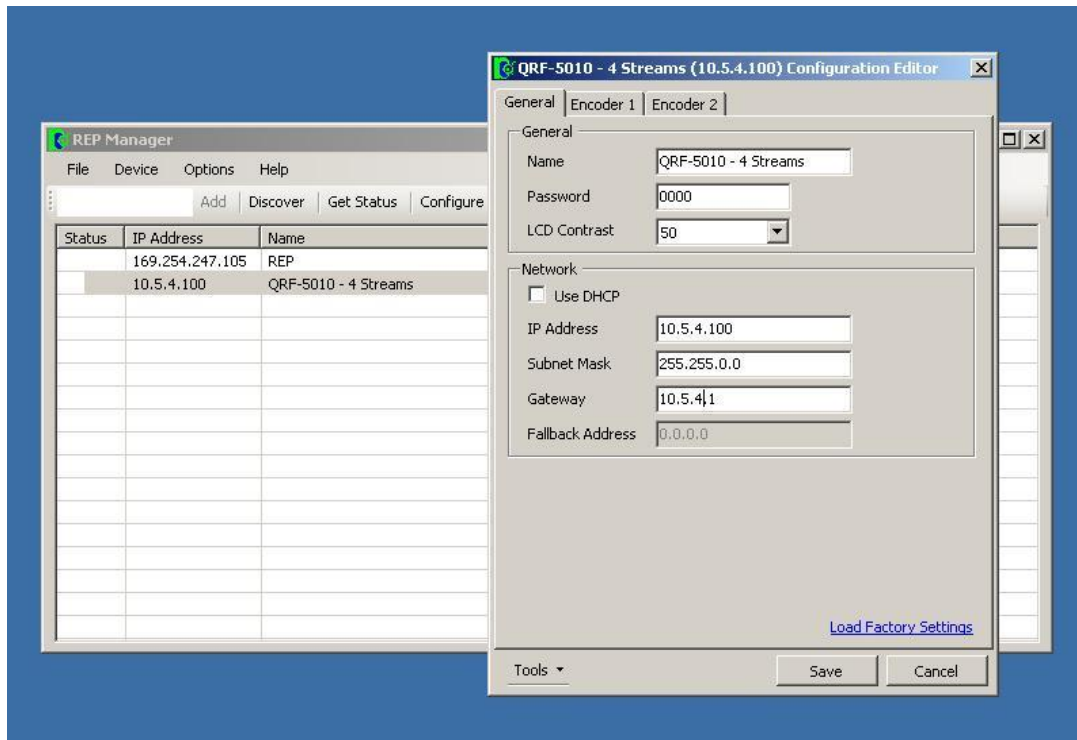 REP Manager
File Device Options Help
Add Discover Get Status Configure
Status IP Address Name
169.254.247.105 REP
10.5.4.100 QRF-5010 - 4 Streams
QRF-5010 - 4 Streams (10.5.4.100) Configuration Editor
General Encoder 1 Encoder 2
General
Name QRF-5010 - 4 Streams
Password 0000
LCD Contrast 50
Network
Use DHCP
IP Address 10.5.4.100
Subnet Mask 255.255.0.0
Gateway 10.5.4.1
Fallback Address 0.0.0.0
Load Factory Settings
Tools Save Cancel